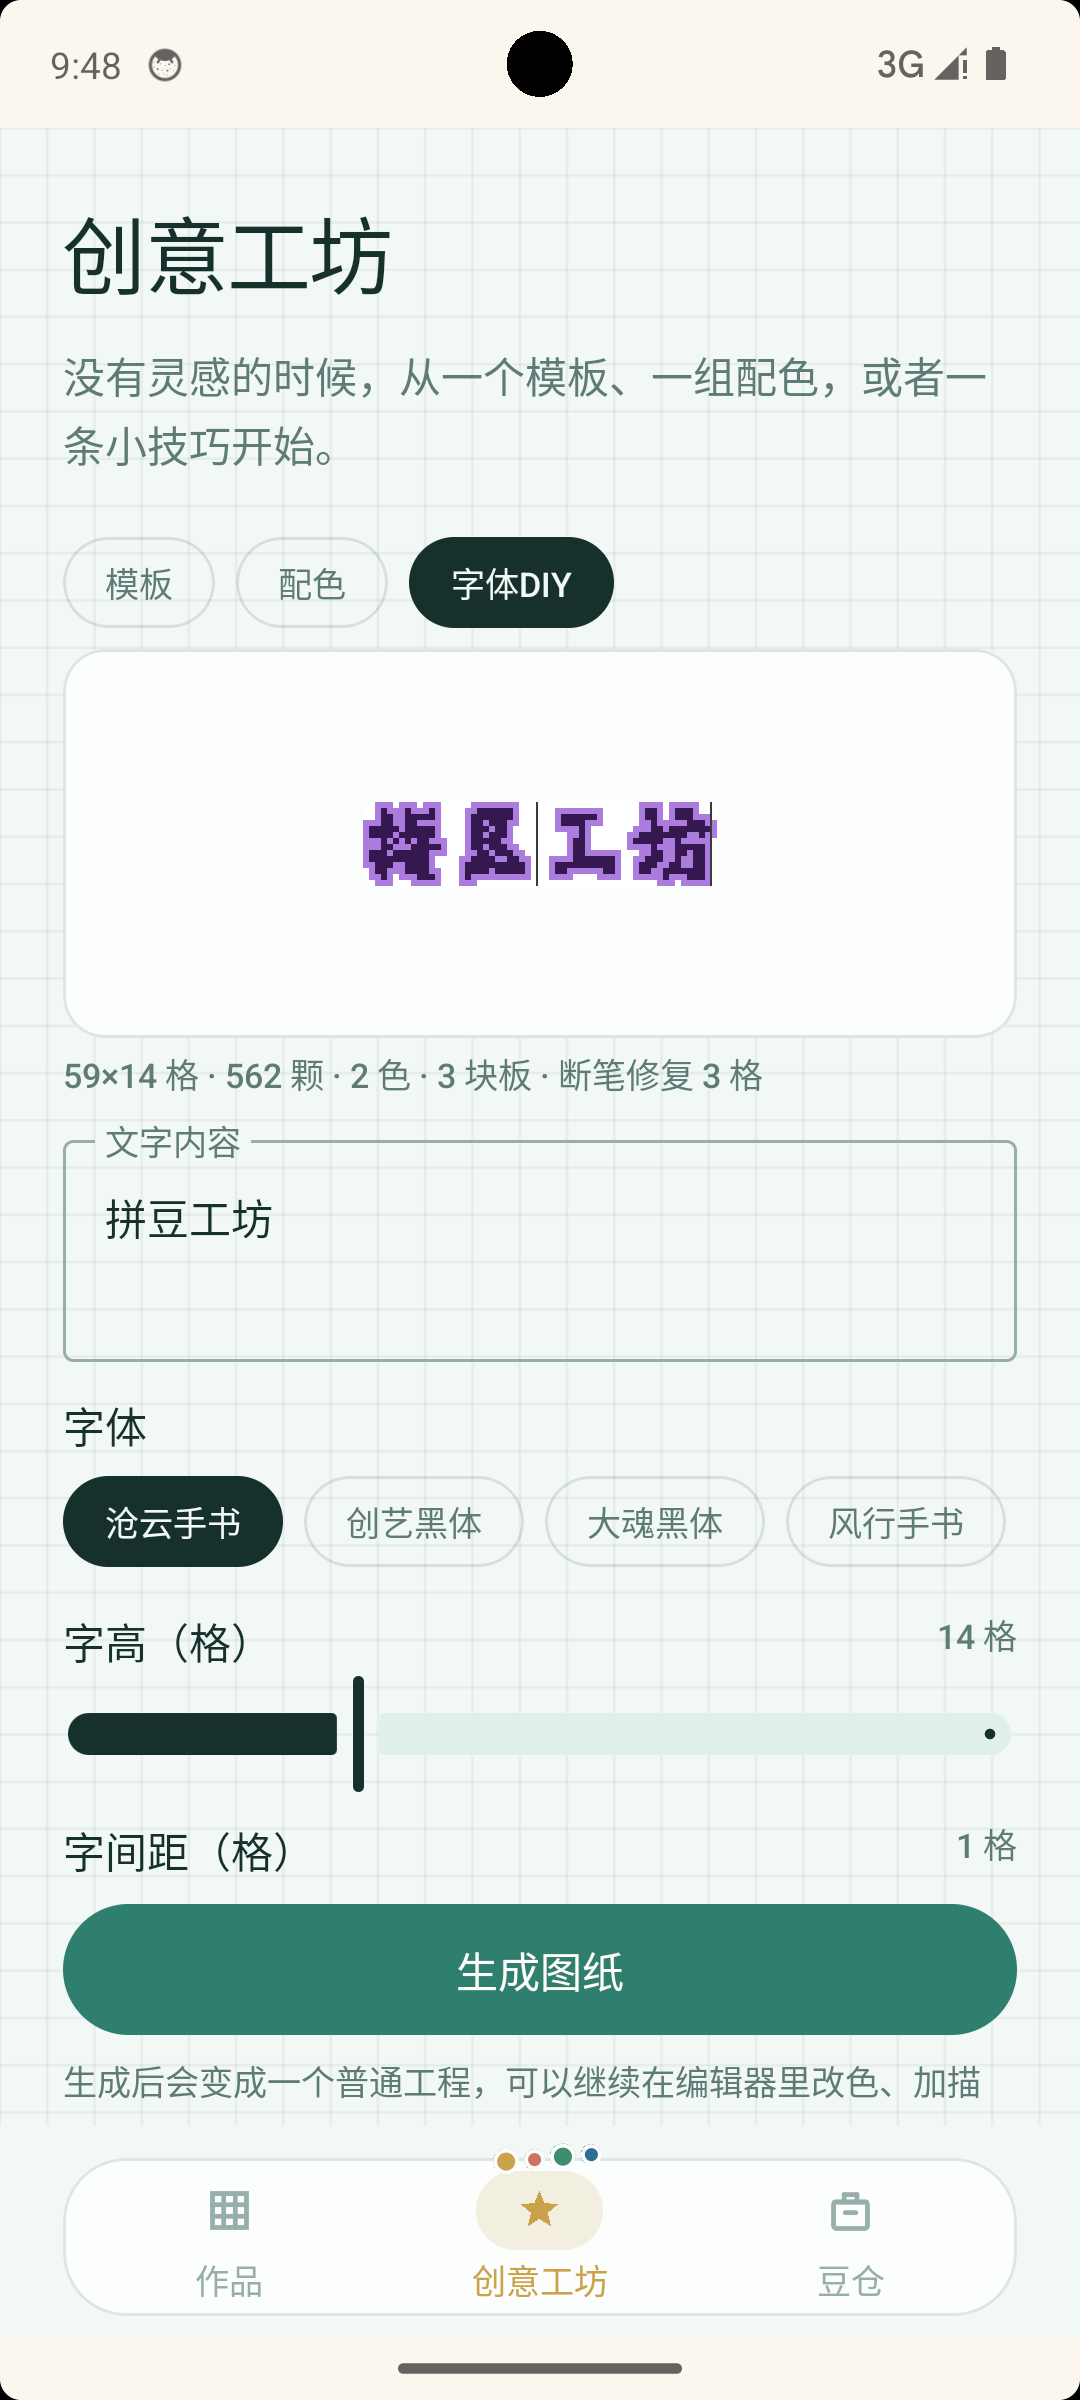 9:48
3G
创意工坊
没有灵感的时候，从一个模板、一组配色，或者一
条小技巧开始。
模板
配色
字体DIY
拼豆工坊
59×14 格 · 562 颗 · 2 色 · 3 块板 · 断笔修复 3 格
文字内容
拼豆工坊
字体
沧云手书
创艺黑体
大魂黑体
风行手书
字高（格）
14 格
字间距（格）
1 格
生成图纸
生成后会变成一个普通工程，可以继续在编辑器里改色、加描
作品
创意工坊
豆仓